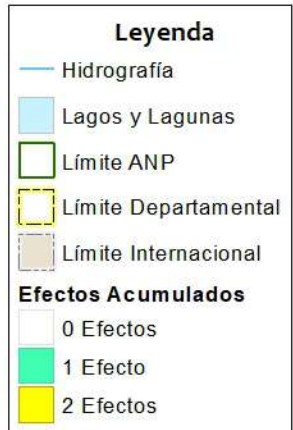 Leyenda
Hidrografía
Lagos y Lagunas
Límite ANP
Límite Departamental
Límite Internacional
Efectos Acumulados
0 Efectos
1 Efecto
2 Efectos